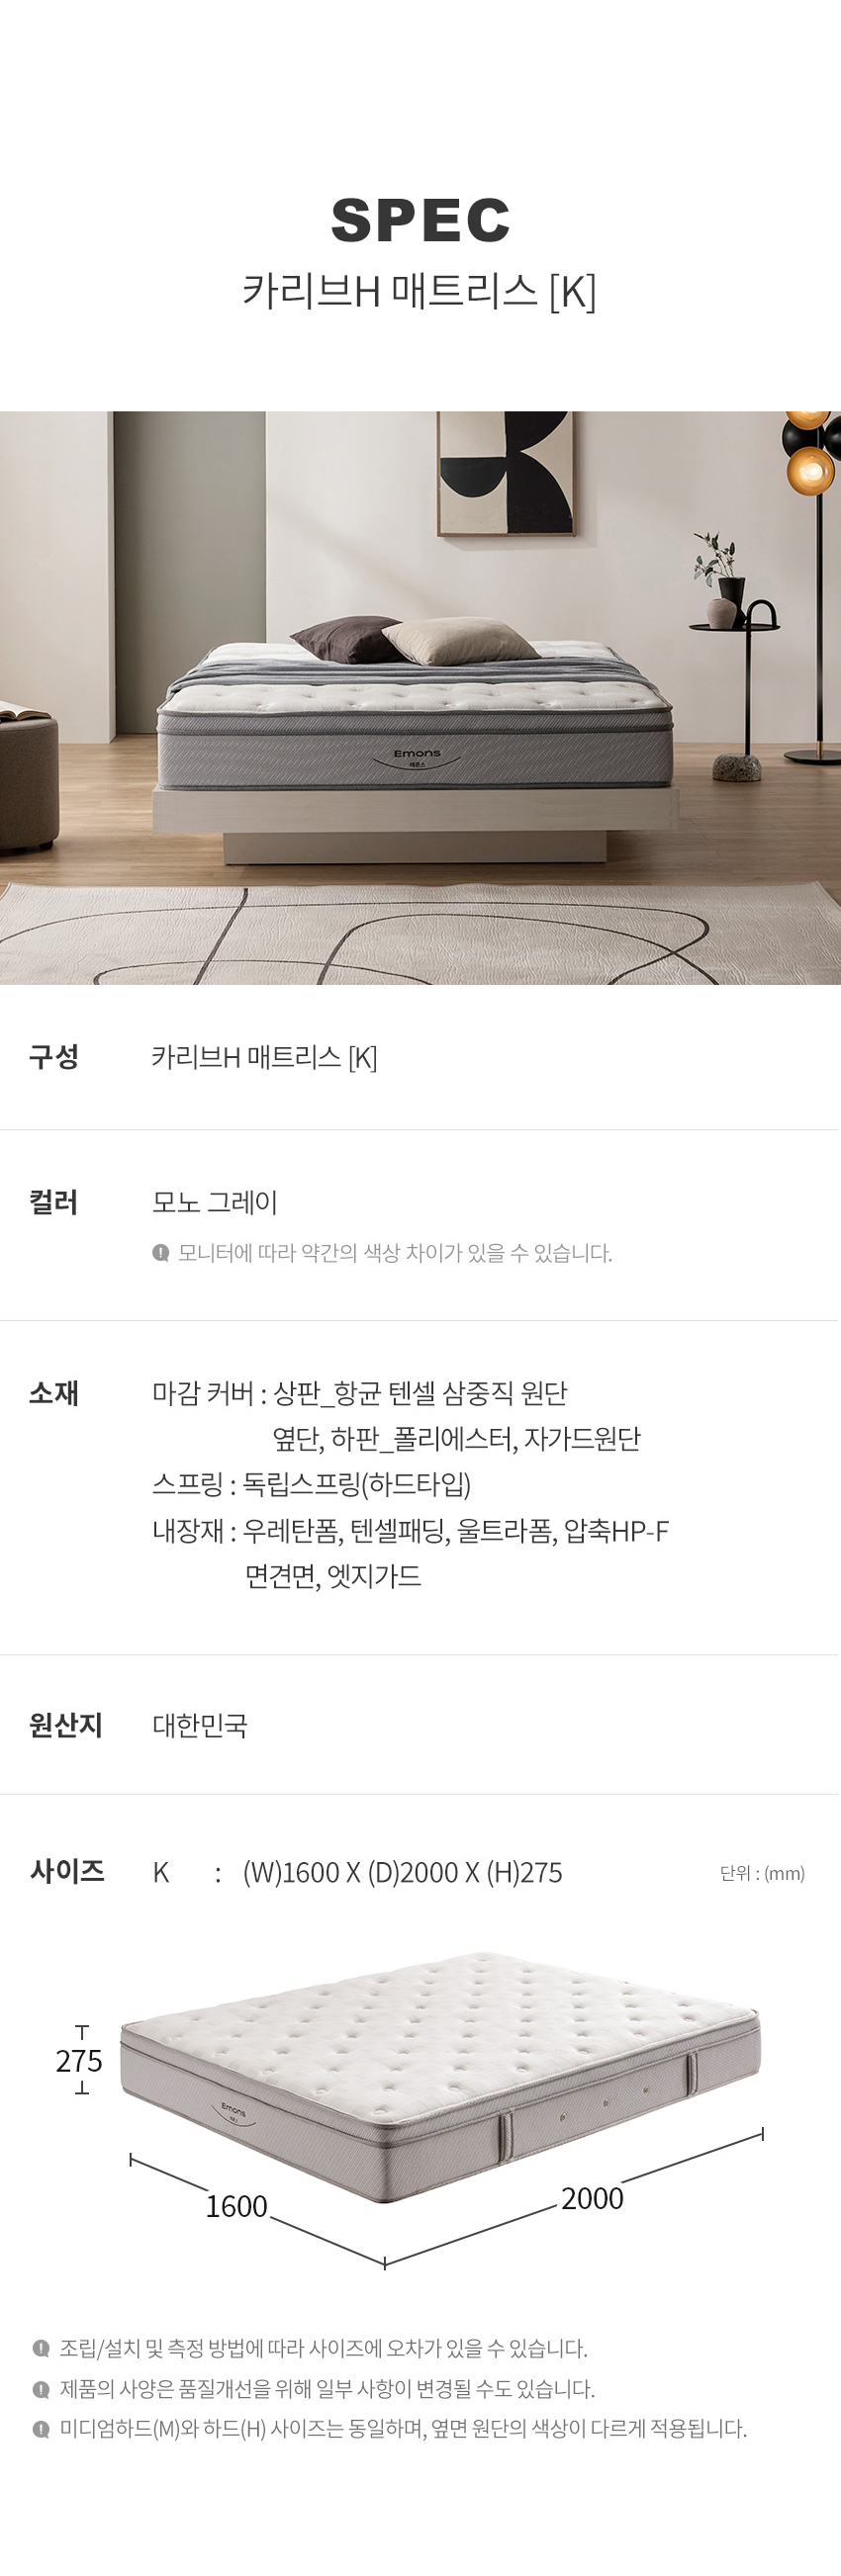 SPEC
카리브H 매트리스 [K]
Emons
에몬스
구성 카리브H 매트리스 [K]
컬러 모노 그레이
모니터에 따라 약간의 색상 차이가 있을 수 있습니다.
소재 마감 커버 : 상판_항균 텐셀 삼중직 원단
옆단, 하판_폴리에스터, 자가드원단
스프링 : 독립스프링(하드타입)
내장재 : 우레탄폼, 텐셀패딩, 울트라폼, 압축HP-F
면견면, 엣지가드
원산지 대한민국
사이즈 K : (W)1600 X (D)2000 X (H)275 단위 : (mm)
275
Emons
1600
2000
조립/설치 및 측정 방법에 따라 사이즈에 오차가 있을 수 있습니다.
제품의 사양은 품질개선을 위해 일부 사항이 변경될 수도 있습니다.
미디엄하드(M)와 하드(H) 사이즈는 동일하며, 옆면 원단의 색상이 다르게 적용됩니다.